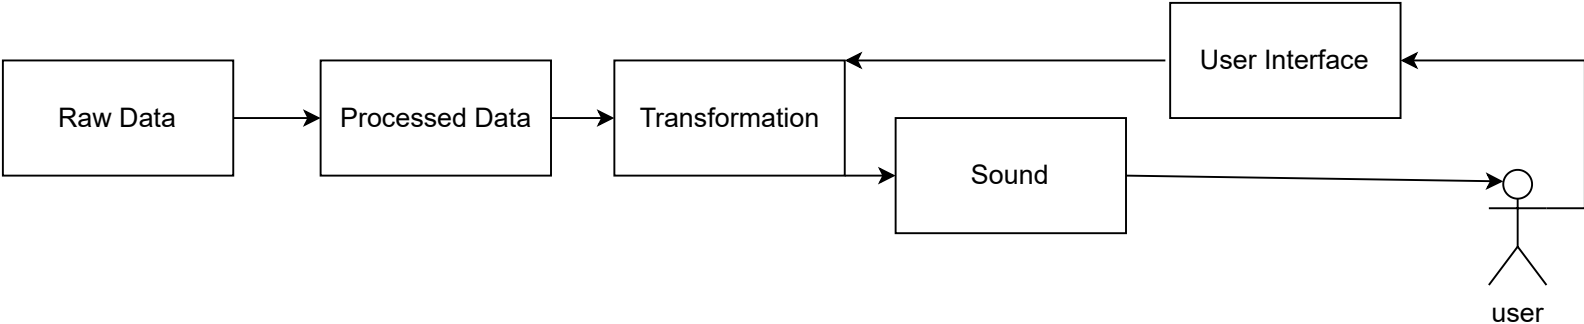 User Interface
Raw Data
Processed Data
Transformation
Sound
user